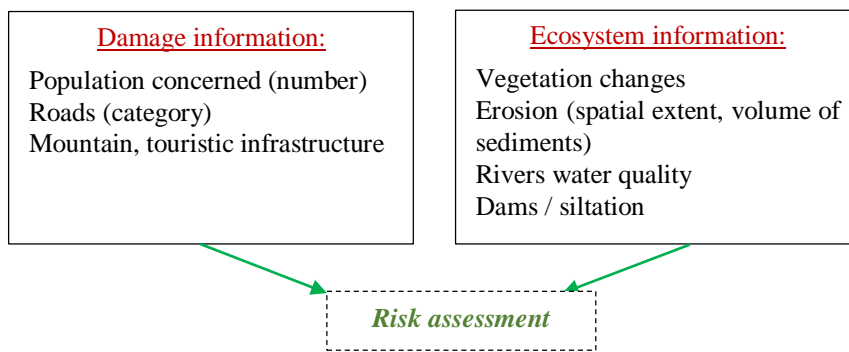 Damage information:
Population concerned (number)
Roads (category)
Mountain, touristic infrastructure
Ecosystem information:
Vegetation changes
Erosion (spatial extent, volume of
sediments)
Rivers water quality
Dams / siltation
Risk assessment